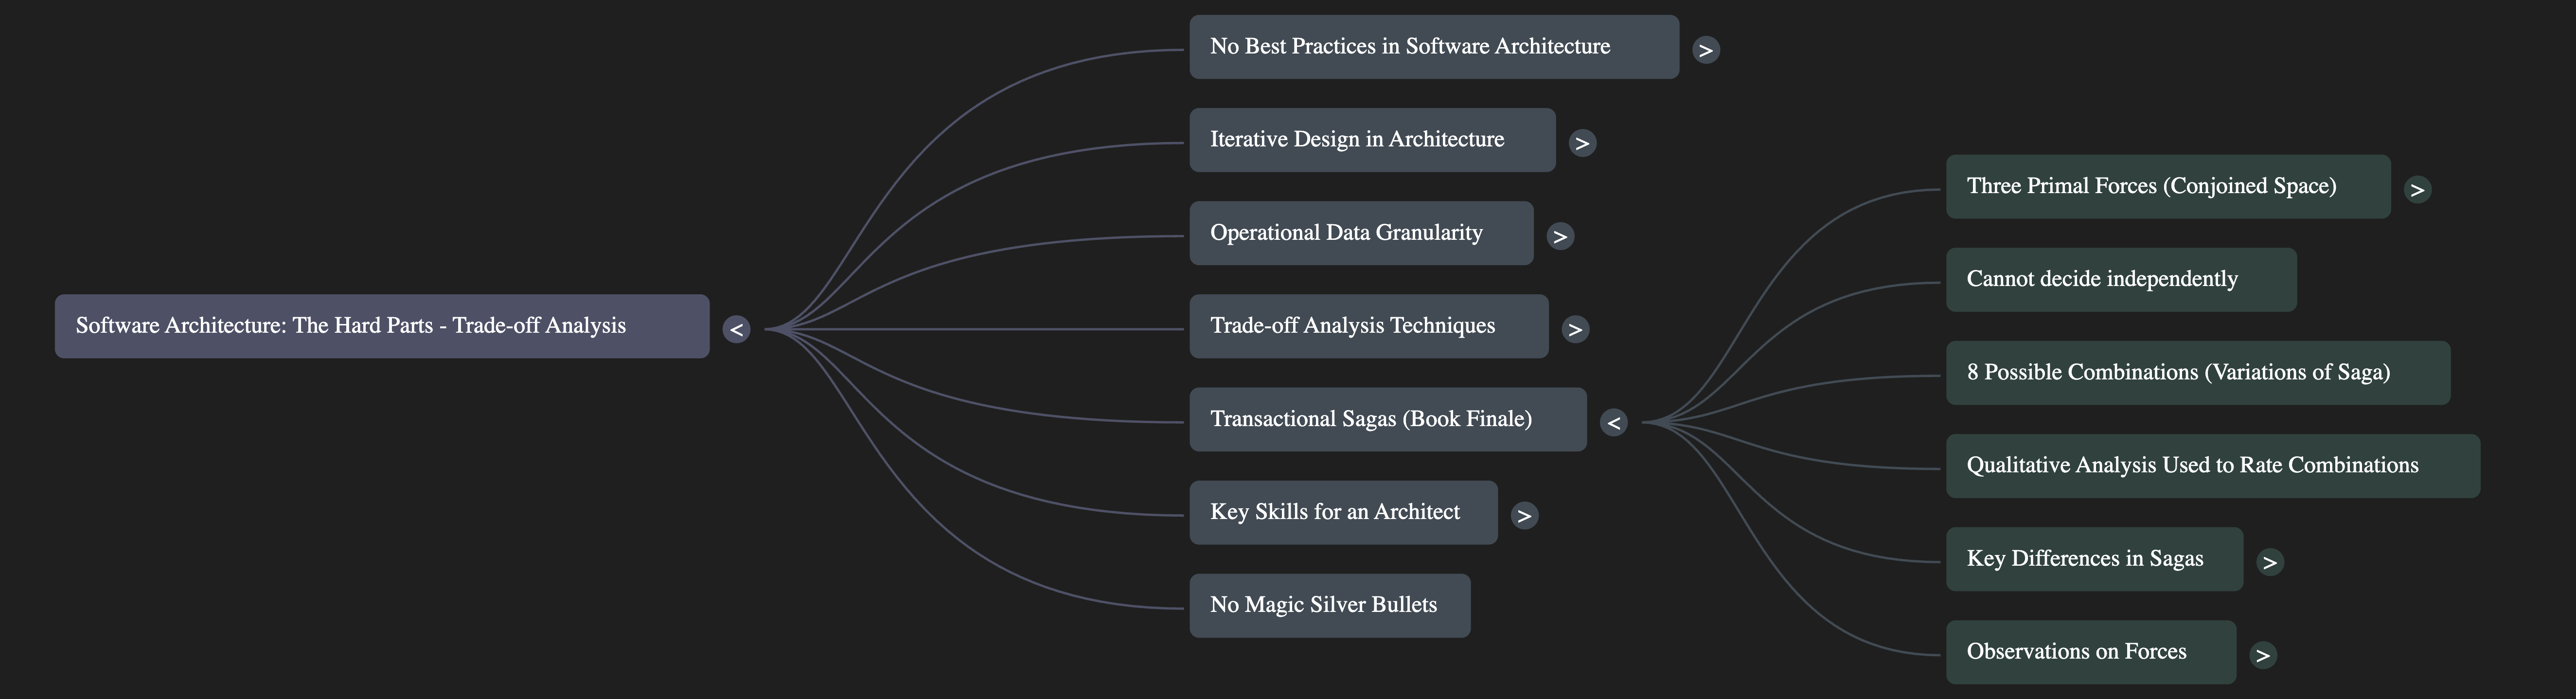 Software Architecture: The Hard Parts - Trade-off Analysis
<
No Best Practices in Software Architecture
>
Iterative Design in Architecture
>
Operational Data Granularity
>
Trade-off Analysis Techniques
>
Transactional Sagas (Book Finale)
<
Key Skills for an Architect
>
No Magic Silver Bullets
Three Primal Forces (Conjoined Space)
>
Cannot decide independently
8 Possible Combinations (Variations of Saga)
Qualitative Analysis Used to Rate Combinations
Key Differences in Sagas
>
Observations on Forces
>